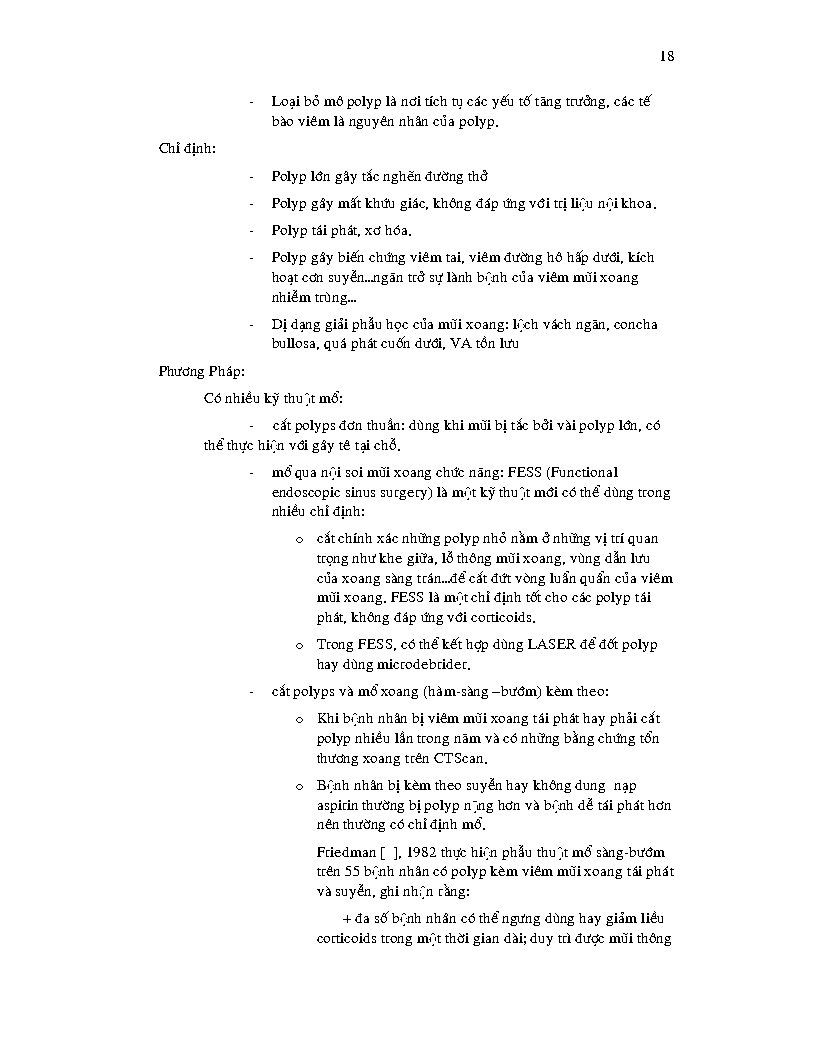 18
- Loại bỏ mô polyp là nơi tích tụ các yếu tố tăng trưởng, các tế
bào viêm là nguyên nhân của polyp.
Chỉ định:
- Polyp lớn gây tắc nghẽn đường thở
- Polyp gây mất khứu giác, không đáp ứng với trị liệu nội khoa.
- Polyp tái phát, xơ hóa.
- Polyp gây biến chứng viêm tai, viêm đường hô hấp dưới, kích
hoạt cơn suyễn…ngăn trở sự lành bệnh của viêm mũi xoang
nhiễm trùng…
- Dị dạng giải phẫu học của mũi xoang: lệch vách ngăn, concha
bullosa, quá phát cuốn dưới, VA tồn lưu
Phương Pháp:
Có nhiều kỹ thuật mổ:
- cắt polyps đơn thuần: dùng khi mũi bị tắc bởi vài polyp lớn, có
thể thực hiện với gây tê tại chỗ.
- mổ qua nội soi mũi xoang chức năng: FESS (Functional
endoscopic sinus surgery) là một kỹ thuật mới có thể dùng trong
nhiều chỉ định:
o cắt chính xác những polyp nhỏ nằm ở những vị trí quan
trọng như khe giữa, lỗ thông mũi xoang, vùng dẫn lưu
của xoang sàng trán…để cắt đứt vòng luẩn quẩn của viêm
mũi xoang. FESS là một chỉ định tốt cho các polyp tái
phát, không đáp ứng với corticoids.
o Trong FESS, có thể kết hợp dùng LASER để đốt polyp
hay dùng microdebrider.
- cắt polyps và mổ xoang (hàm-sàng –bướm) kèm theo:
o Khi bệnh nhân bị viêm mũi xoang tái phát hay phải cắt
polyp nhiều lần trong năm và có những bằng chứng tổn
thương xoang trên CTScan.
o Bệnh nhân bị kèm theo suyễn hay không dung nạp
aspitin thường bị polyp nặng hơn và bệnh dễ tái phát hơn
nên thường có chỉ định mổ.
Friedman [ ], 1982 thực hiện phẫu thuật mổ sàng-bướm
trên 55 bệnh nhân có polyp kèm viêm mũi xoang tái phát
và suyễn, ghi nhận rằng:
+ đa số bệnh nhân có thể ngưng dùng hay giảm liều
corticoids trong một thời gian dài; duy trì được mũi thông